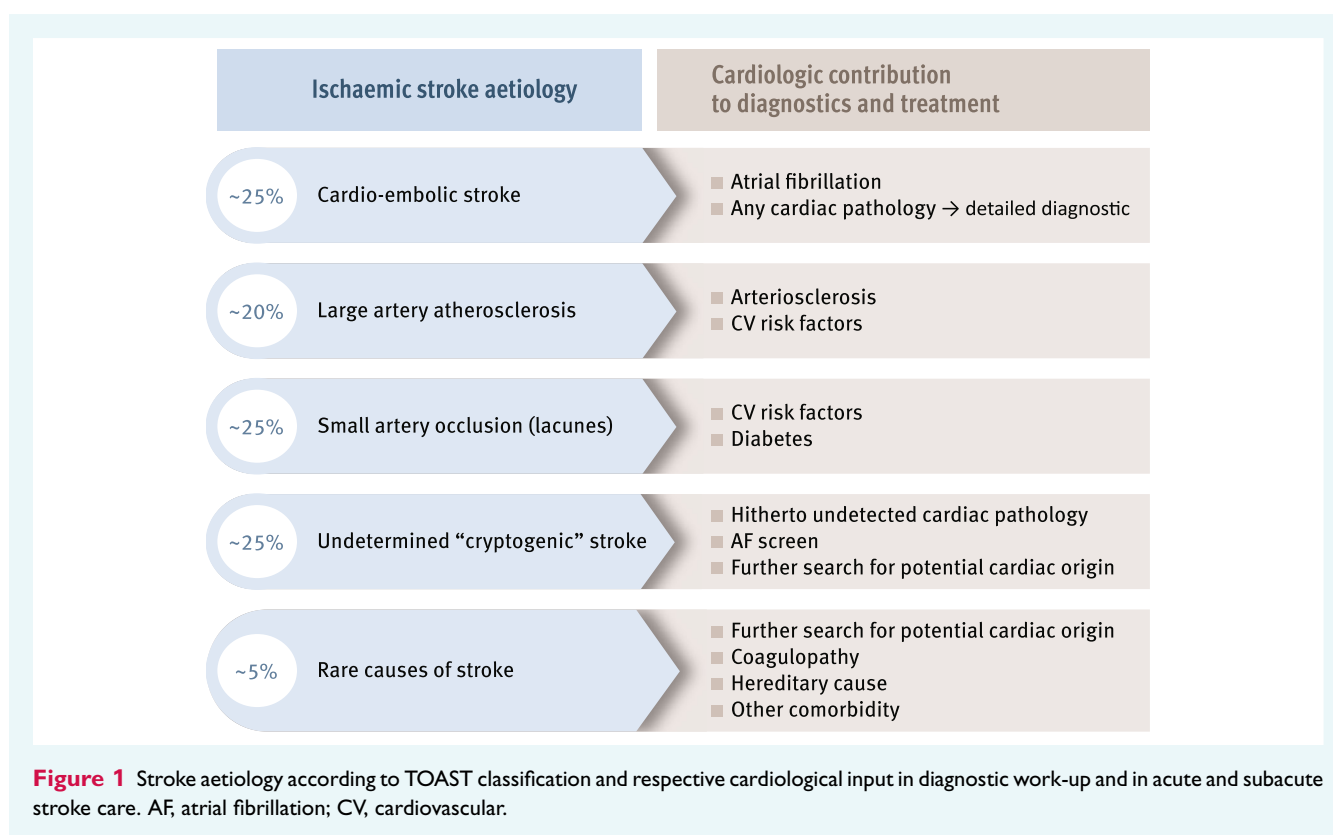 Ischaemic stroke aetiology
Cardiologic contribution
to diagnostics and treatment
~25%
Cardio-embolic stroke
Atrial fibrillation
Any cardiac pathology → detailed diagnostic
~20%
Large artery atherosclerosis
Arteriosclerosis
CV risk factors
~25%
Small artery occlusion (lacunes)
CV risk factors
Diabetes
~25%
Undetermined “cryptogenic” stroke
Hitherto undetected cardiac pathology
AF screen
Further search for potential cardiac origin
~5%
Rare causes of stroke
Further search for potential cardiac origin
Coagulopathy
Hereditary cause
Other comorbidity
Figure 1 Stroke aetiology according to TOAST classification and respective cardiological input in diagnostic work-up and in acute and subacute
stroke care. AF, atrial fibrillation; CV, cardiovascular.